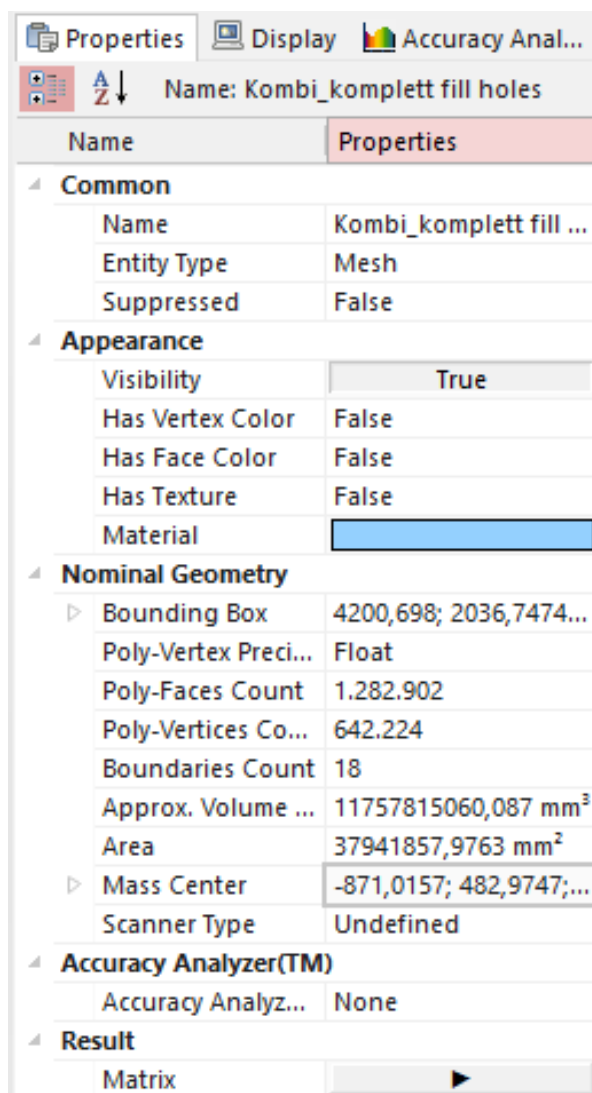 Properties Display Accuracy Anal...
Name: Kombi_komplett fill holes
Name Properties
Common
Name Kombi_komplett fill ...
Entity Type Mesh
Suppressed False
Appearance
Visibility True
Has Vertex Color False
Has Face Color False
Has Texture False
Material
Nominal Geometry
Bounding Box 4200,698; 2036,7474...
Poly-Vertex Preci... Float
Poly-Faces Count 1.282.902
Poly-Vertices Co... 642.224
Boundaries Count 18
Approx. Volume ... 11757815060,087 mm³
Area 37941857,9763 mm²
Mass Center -871,0157; 482,9747;...
Scanner Type Undefined
Accuracy Analyzer(TM)
Accuracy Analyz... None
Result
Matrix